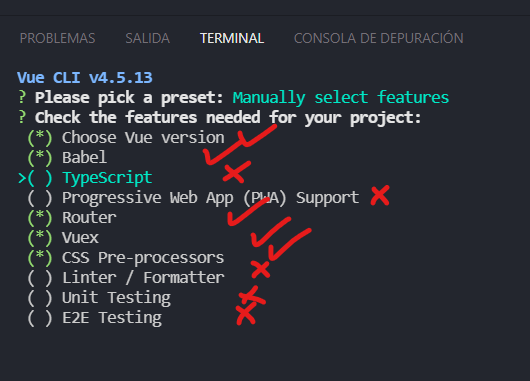 PROBLEMAS SALIDA TERMINAL CONSOLA DE DEPURACIÓN
Vue CLI v4.5.13
? Please pick a preset: Manually select features
? Check the features needed for your project:
(*) Choose Vue version
(*) Babel
>( ) TypeScript
( ) Progressive Web App (PWA) Support
(*) Router
(*) Vuex
(*) CSS Pre-processors
( ) Linter / Formatter
( ) Unit Testing
( ) E2E Testing